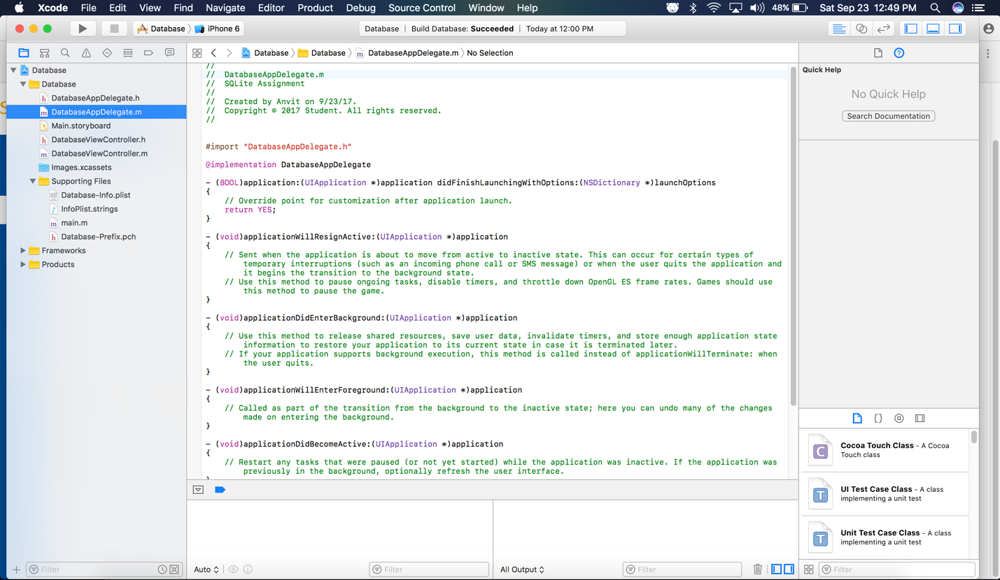 Xcode File Edit View Find Navigate Editor Product Debug Source Control Window Help 48% Sat Sep 23 12:49 PM
Database iPhone 6 Database | Build Database: Succeeded | Today at 12:00 PM
Database Database DatabaseAppDelegate.m No Selection
Database
Database
DatabaseAppDelegate.h
DatabaseAppDelegate.m
Main.storyboard
DatabaseViewController.h
DatabaseViewController.m
Images.xcassets
Supporting Files
Database-Info.plist
InfoPlist.strings
main.m
Database-Prefix.pch
Frameworks
Products
Filter
//
// DatabaseAppDelegate.m
// SQLite Assignment
//
// Created by Anvit on 9/23/17.
// Copyright © 2017 Student. All rights reserved.
//
#import "DatabaseAppDelegate.h"
@implementation DatabaseAppDelegate
- (BOOL)application:(UIApplication *)application didFinishLaunchingWithOptions:(NSDictionary *)launchOptions
{
// Override point for customization after application launch.
return YES;
}
- (void)applicationWillResignActive:(UIApplication *)application
{
// Sent when the application is about to move from active to inactive state. This can occur for certain types of
temporary interruptions (such as an incoming phone call or SMS message) or when the user quits the application and
it begins the transition to the background state.
// Use this method to pause ongoing tasks, disable timers, and throttle down OpenGL ES frame rates. Games should use
this method to pause the game.
}
- (void)applicationDidEnterBackground:(UIApplication *)application
{
// Use this method to release shared resources, save user data, invalidate timers, and store enough application state
information to restore your application to its current state in case it is terminated later.
// If your application supports background execution, this method is called instead of applicationWillTerminate: when
the user quits.
}
- (void)applicationWillEnterForeground:(UIApplication *)application
{
// Called as part of the transition from the background to the inactive state; here you can undo many of the changes
made on entering the background.
}
- (void)applicationDidBecomeActive:(UIApplication *)application
{
// Restart any tasks that were paused (or not yet started) while the application was inactive. If the application was
previously in the background, optionally refresh the user interface.
}
Auto Filter All Output Filter
Quick Help
No Quick Help
Search Documentation
{}
C Cocoa Touch Class - A Cocoa
Touch class
T UI Test Case Class - A class
implementing a unit test
T Unit Test Case Class - A class
implementing a unit test
Filter